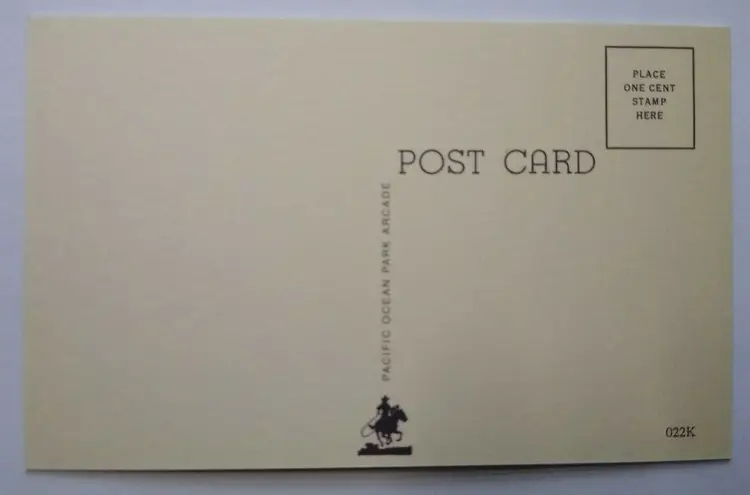 PLACE
ONE CENT
STAMP
HERE
POST CARD
PACIFIC OCEAN PARK ARCADE
022K